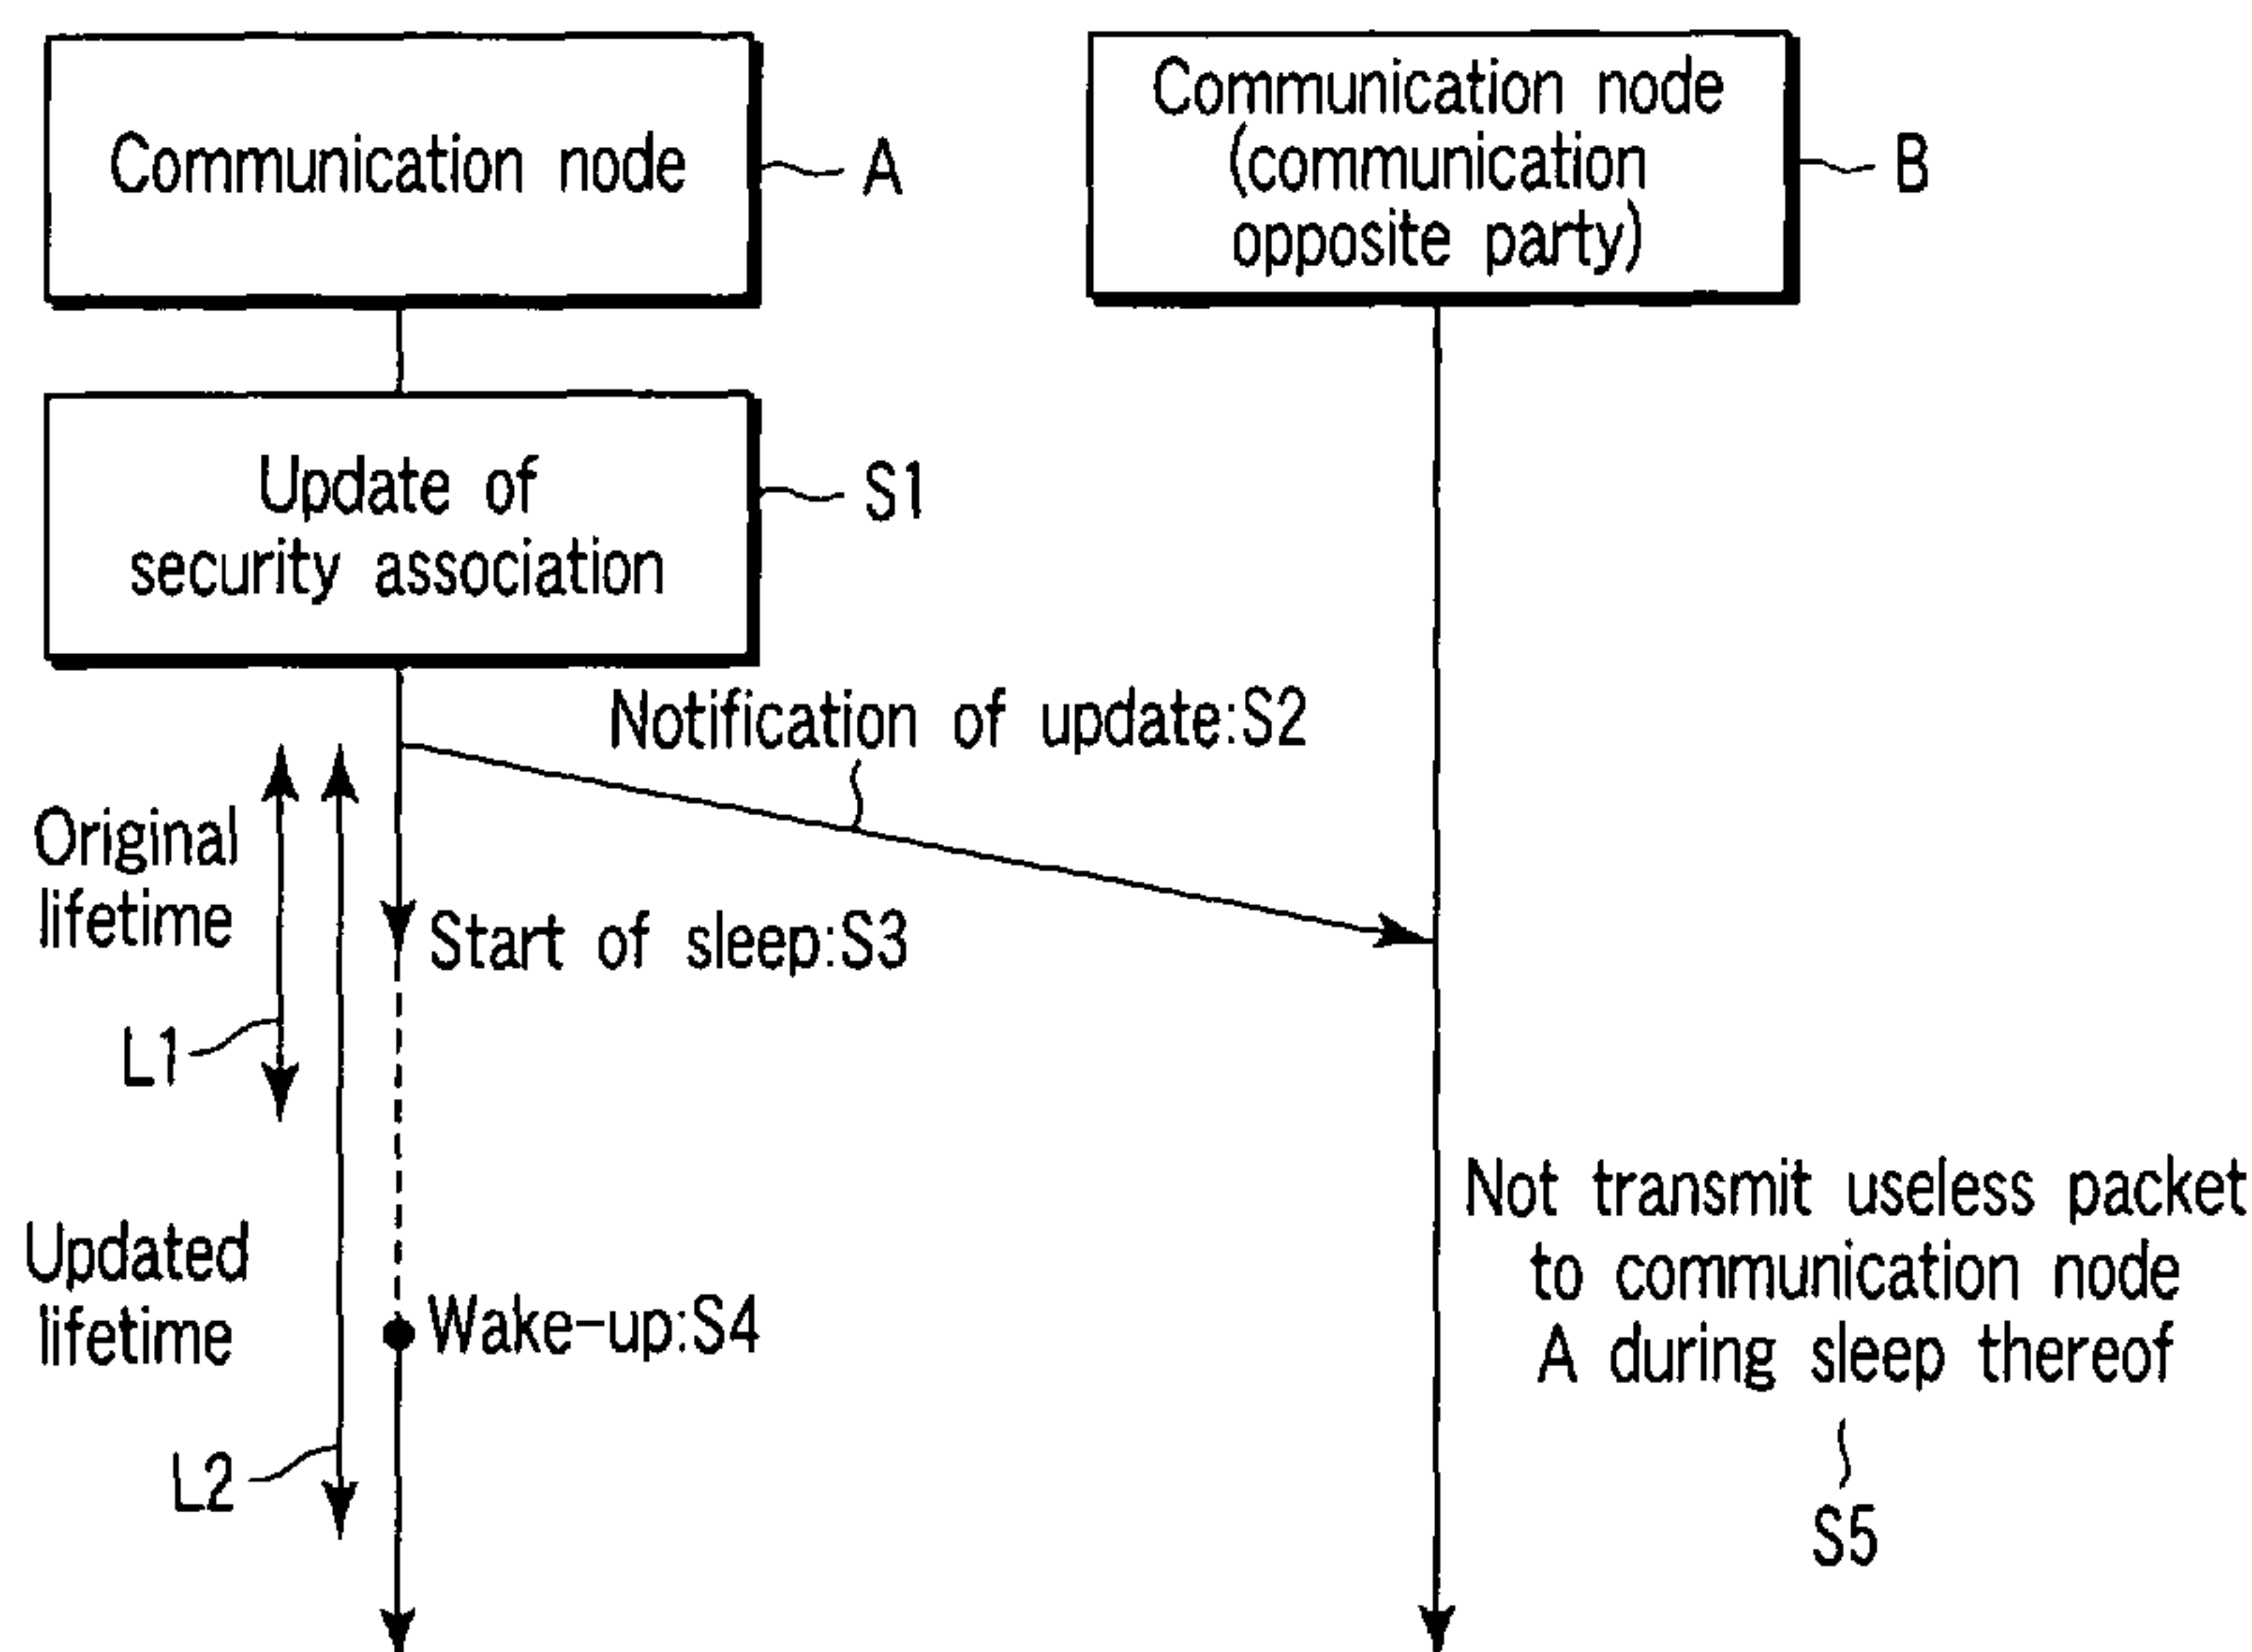 Communication node
A
Communication node
(communication
opposite party)
B
Update of
security association
S1
Notification of update:S2
Original
lifetime
Start of sleep:S3
L1
Not transmit useless packet
to communication node
A during sleep thereof
Updated
lifetime
Wake-up:S4
L2
S5